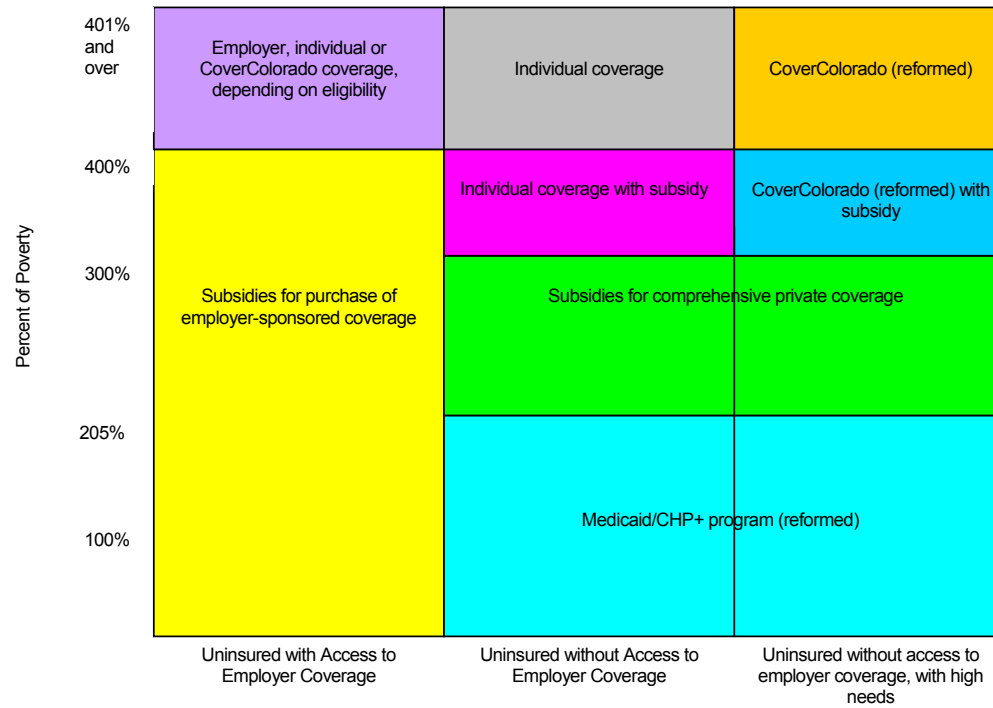 401%
and
over
Employer, individual or
CoverColorado coverage,
depending on eligibility
Individual coverage
CoverColorado (reformed)
400%
Individual coverage with subsidy
CoverColorado (reformed) with
subsidy
Percent of Poverty
300%
Subsidies for purchase of
employer-sponsored coverage
Subsidies for comprehensive private coverage
205%
Medicaid/CHP+ program (reformed)
100%
Uninsured with Access to
Employer Coverage
Uninsured without Access to
Employer Coverage
Uninsured without access to
employer coverage, with high
needs